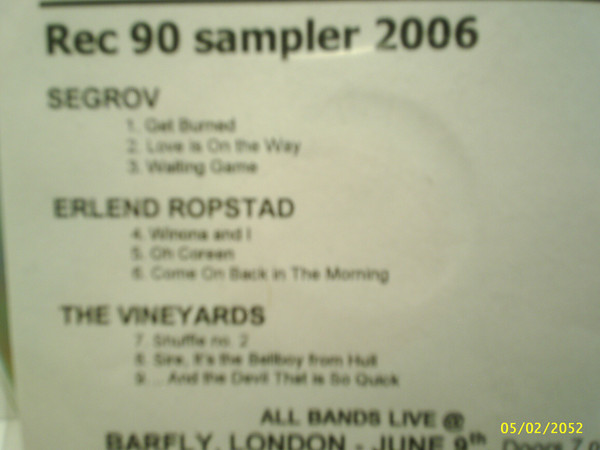 Rec 90 sampler 2006
SEGROV
1. Get Burned
2. Love Is On the Way
3. Waiting Game
ERLEND ROPSTAD
4. Winona and I
5. Oh Coreen
6. Come On Back in The Morning
THE VINEYARDS
7. Shuffle no. 2
8. Sire, It's the Bellboy from Hull
9. ... And the Devil That is So Quick
ALL BANDS LIVE @
BARFLY, LONDON - JUNE 9th Doors 7
05/02/2052